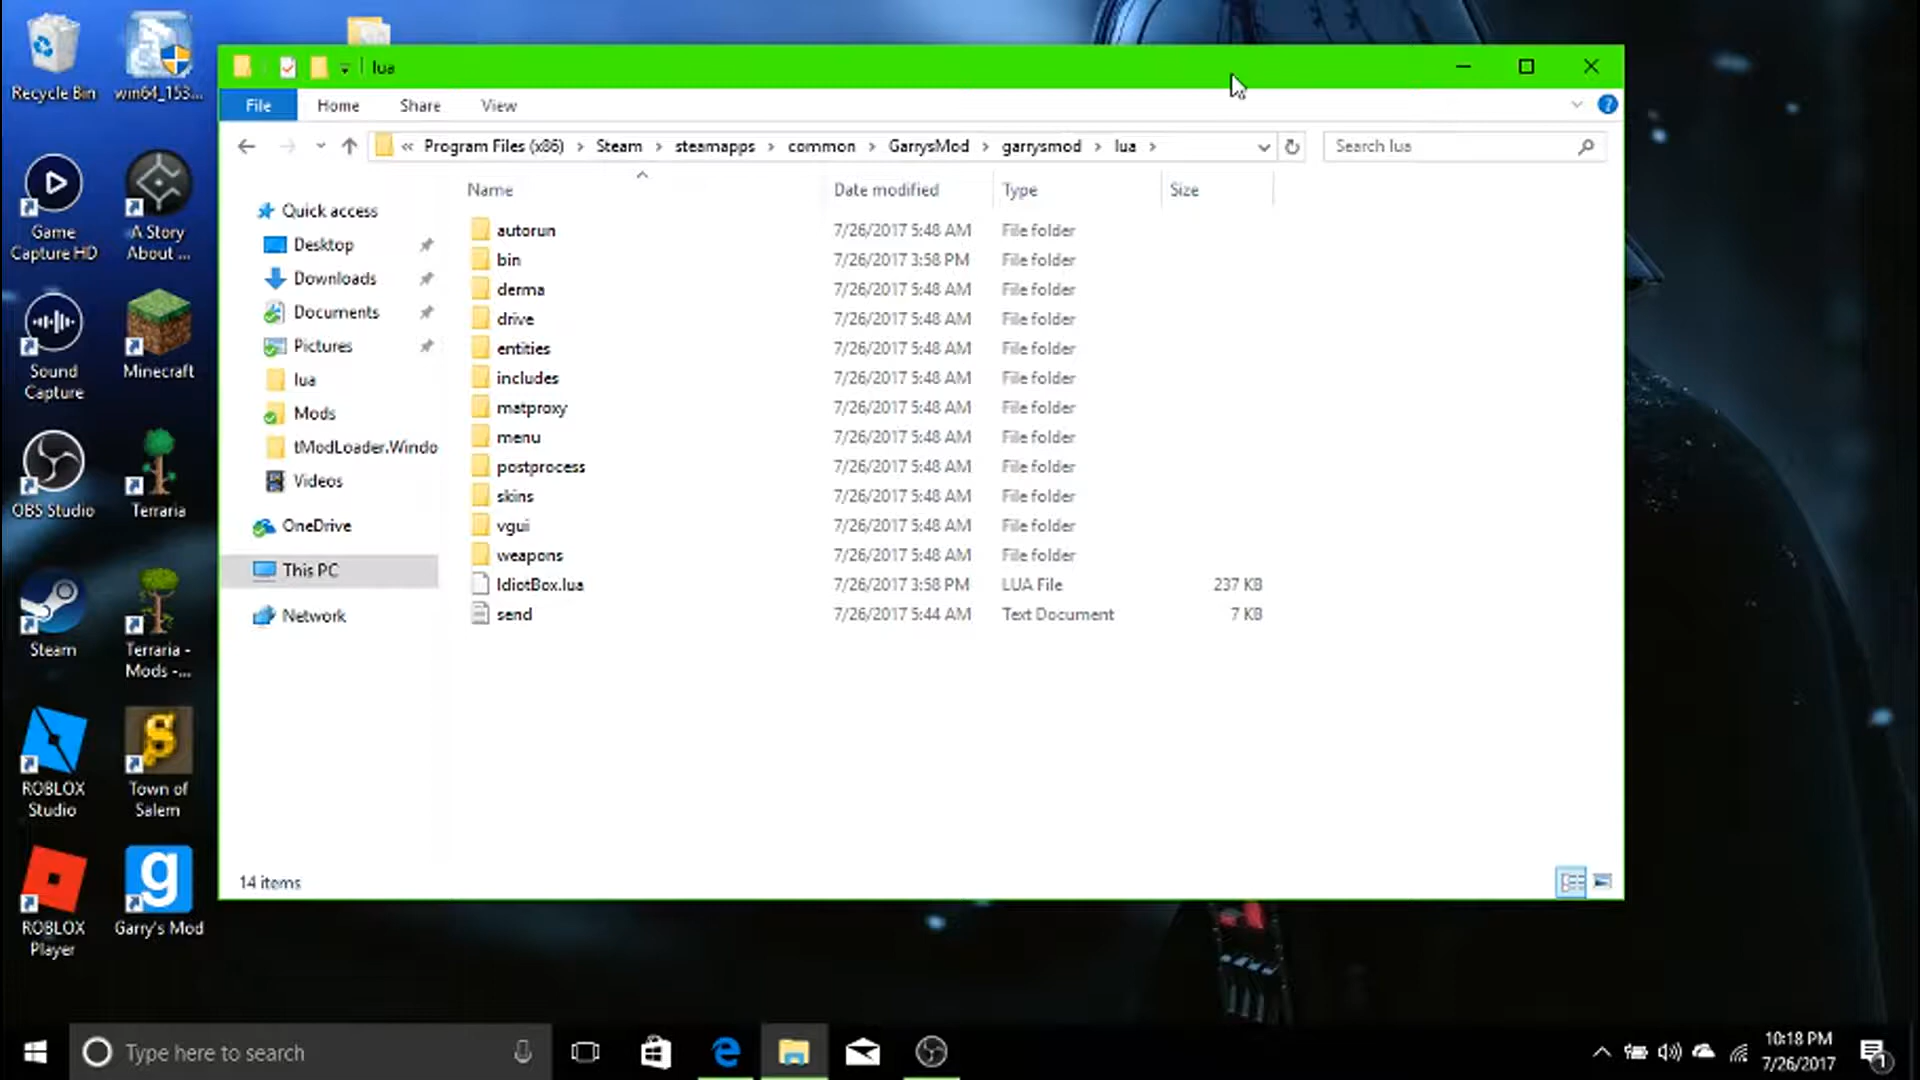 lua
File Home Share View
« Program Files (x86) > Steam > steamapps > common > GarrysMod > garrysmod > lua >
Search lua
Name Date modified Type Size
Quick access
Desktop
Downloads
Documents
Pictures
lua
Mods
tModLoader.Windo
Videos
OneDrive
This PC
Network
autorun 7/26/2017 5:48 AM File folder
bin 7/26/2017 3:58 PM File folder
derma 7/26/2017 5:48 AM File folder
drive 7/26/2017 5:48 AM File folder
entities 7/26/2017 5:48 AM File folder
includes 7/26/2017 5:48 AM File folder
matproxy 7/26/2017 5:48 AM File folder
menu 7/26/2017 5:48 AM File folder
postprocess 7/26/2017 5:48 AM File folder
skins 7/26/2017 5:48 AM File folder
vgui 7/26/2017 5:48 AM File folder
weapons 7/26/2017 5:48 AM File folder
IdiotBox.lua 7/26/2017 3:58 PM LUA File 237 KB
send 7/26/2017 5:44 AM Text Document 7 KB
14 items
Recycle Bin
win64_153...
Game
Capture HD
A Story
About ...
Sound
Capture
Minecraft
OBS Studio
Terraria
Steam
Terraria -
Mods -...
ROBLOX
Studio
Town of
Salem
ROBLOX
Player
g
Garry's Mod
Type here to search
10:18 PM
7/26/2017
1